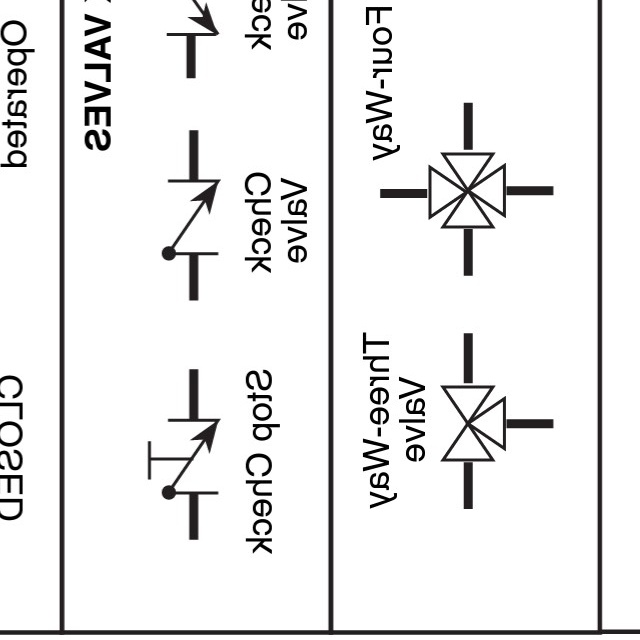 Operated
CLOSED
VALVES
Check
Valve
Stop Check
Four-Way
Three-Way
Valve